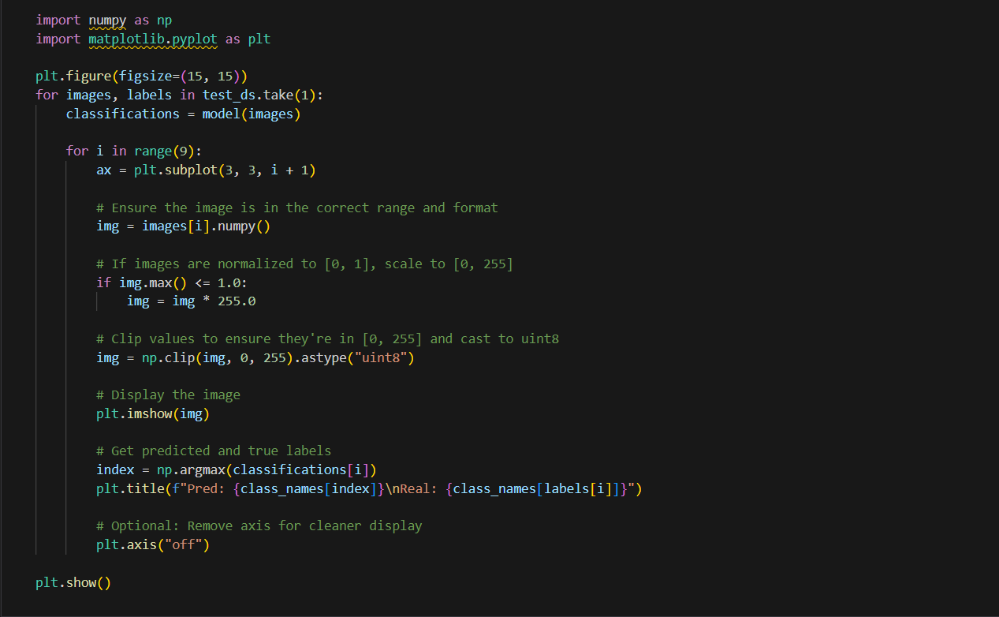 import numpy as np
import matplotlib.pyplot as plt
plt.figure(figsize=(15, 15))
for images, labels in test_ds.take(1):
classifications = model(images)
for i in range(9):
ax = plt.subplot(3, 3, i + 1)
# Ensure the image is in the correct range and format
img = images[i].numpy()
# If images are normalized to [0, 1], scale to [0, 255]
if img.max() <= 1.0:
img = img * 255.0
# Clip values to ensure they're in [0, 255] and cast to uint8
img = np.clip(img, 0, 255).astype("uint8")
# Display the image
plt.imshow(img)
# Get predicted and true labels
index = np.argmax(classifications[i])
plt.title(f"Pred: {class_names[index]}\nReal: {class_names[labels[i]]}")
# Optional: Remove axis for cleaner display
plt.axis("off")
plt.show()